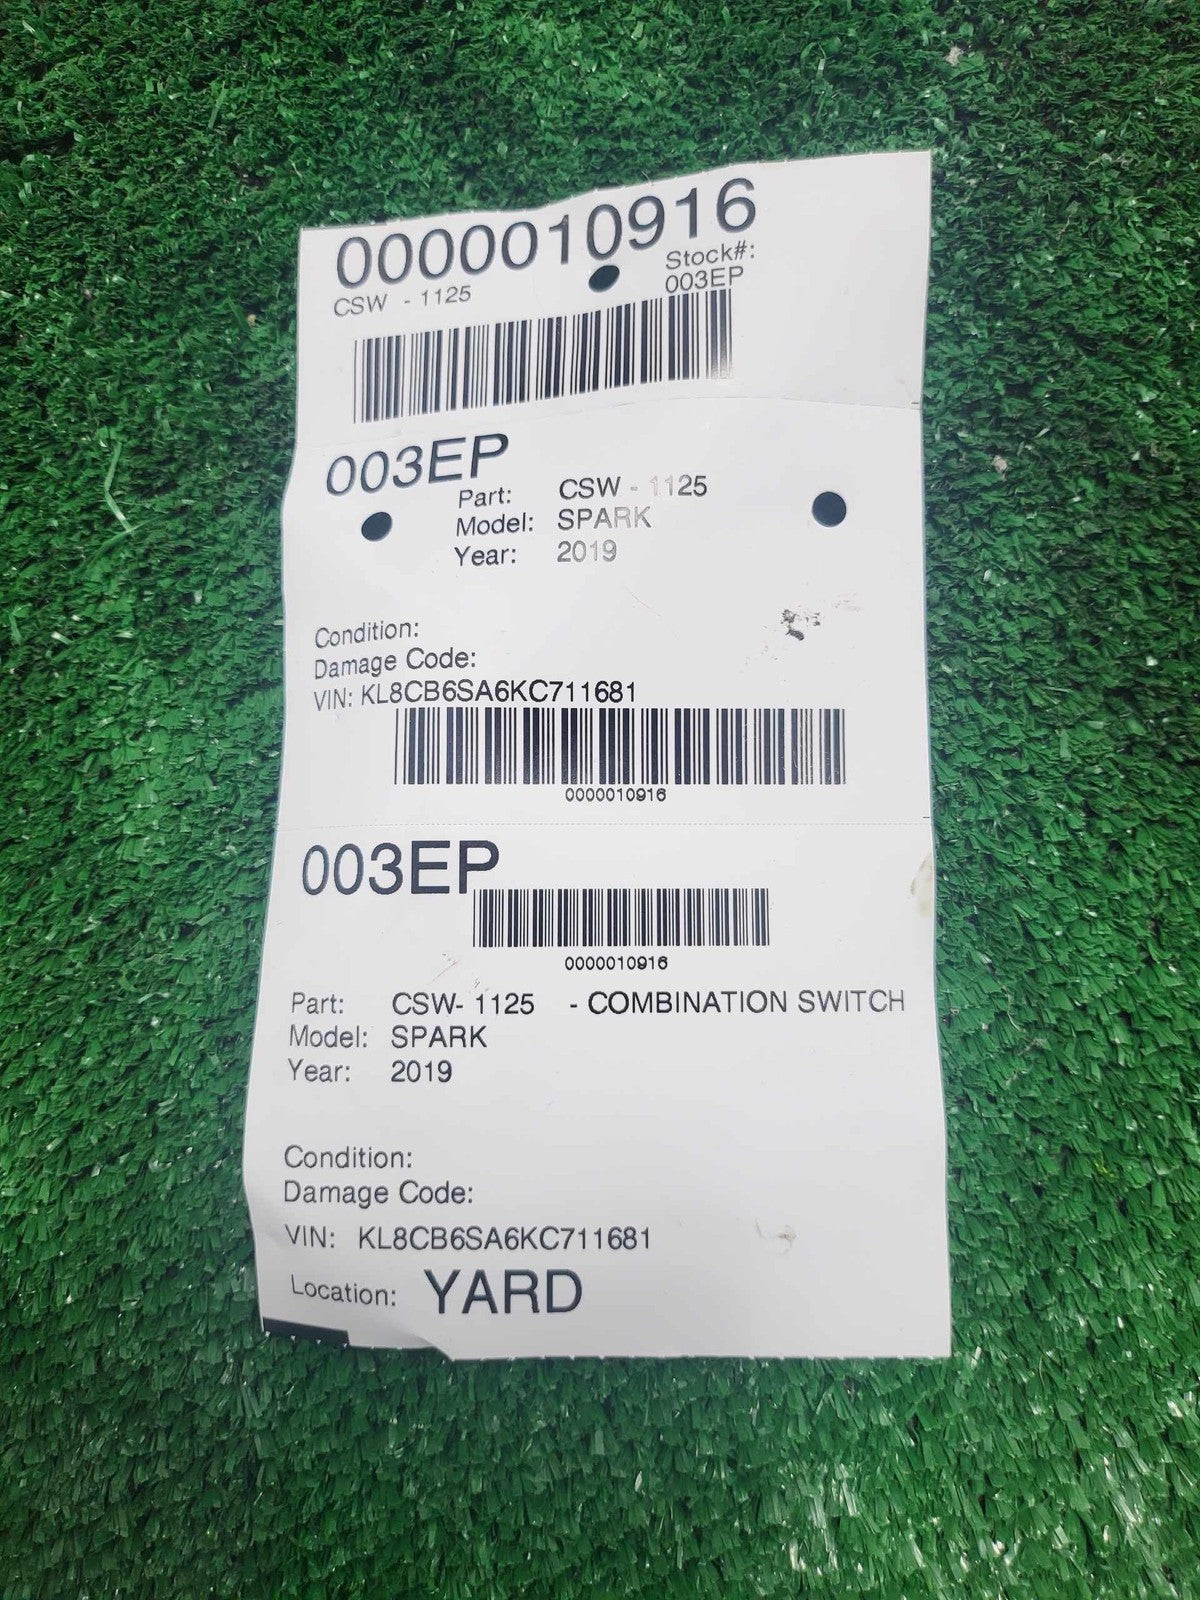 0000010916
CSW - 1125
Stock#:
003EP
003EP
Part: CSW - 1125
Model: SPARK
Year: 2019
Condition:
Damage Code:
VIN: KL8CB6SA6KC711681
0000010916
003EP
0000010916
Part: CSW- 1125 - COMBINATION SWITCH
Model: SPARK
Year: 2019
Condition:
Damage Code:
VIN: KL8CB6SA6KC711681
Location: YARD